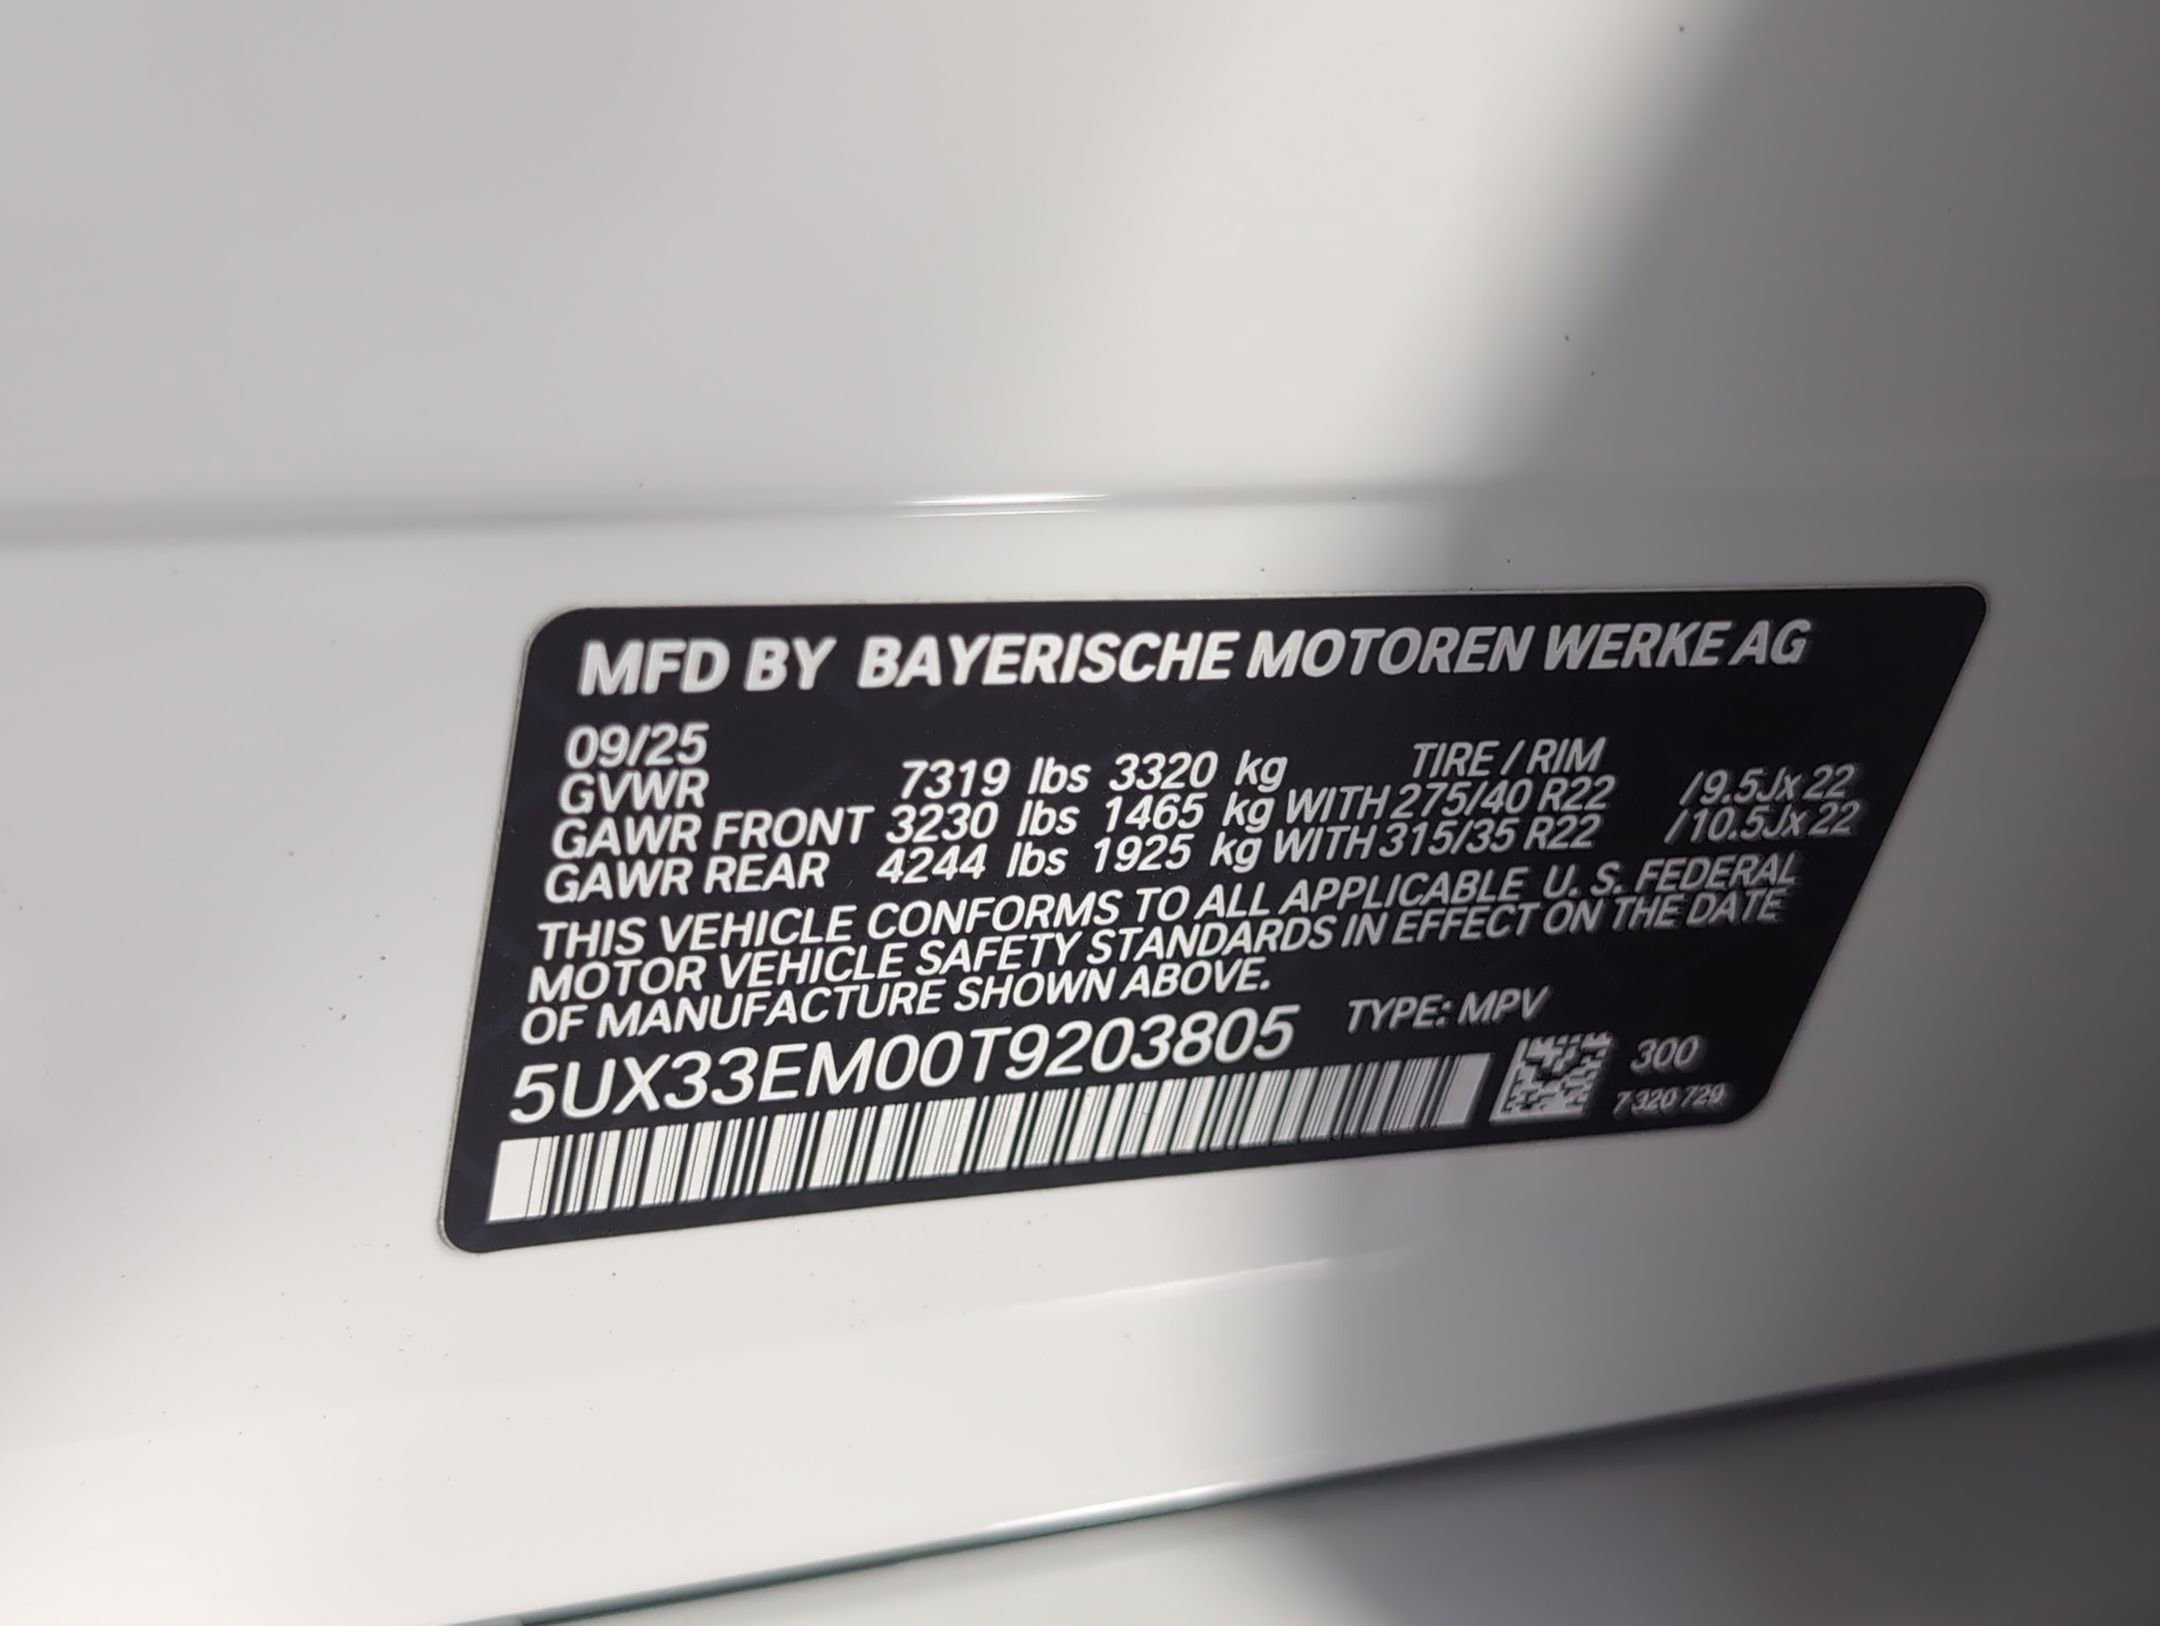 MFD BY BAYERISCHE MOTOREN WERKE AG
09/25 TIRE / RIM
GVWR 7319 lbs 3320 kg
GAWR FRONT 3230 lbs 1465 kg WITH 275/40 R22 /9.5Jx22
GAWR REAR 4244 lbs 1925 kg WITH 315/35 R22 /10.5Jx22
THIS VEHICLE CONFORMS TO ALL APPLICABLE U. S. FEDERAL
MOTOR VEHICLE SAFETY STANDARDS IN EFFECT ON THE DATE
OF MANUFACTURE SHOWN ABOVE.
5UX33EM00T9203805 TYPE: MPV
300
7 320 729